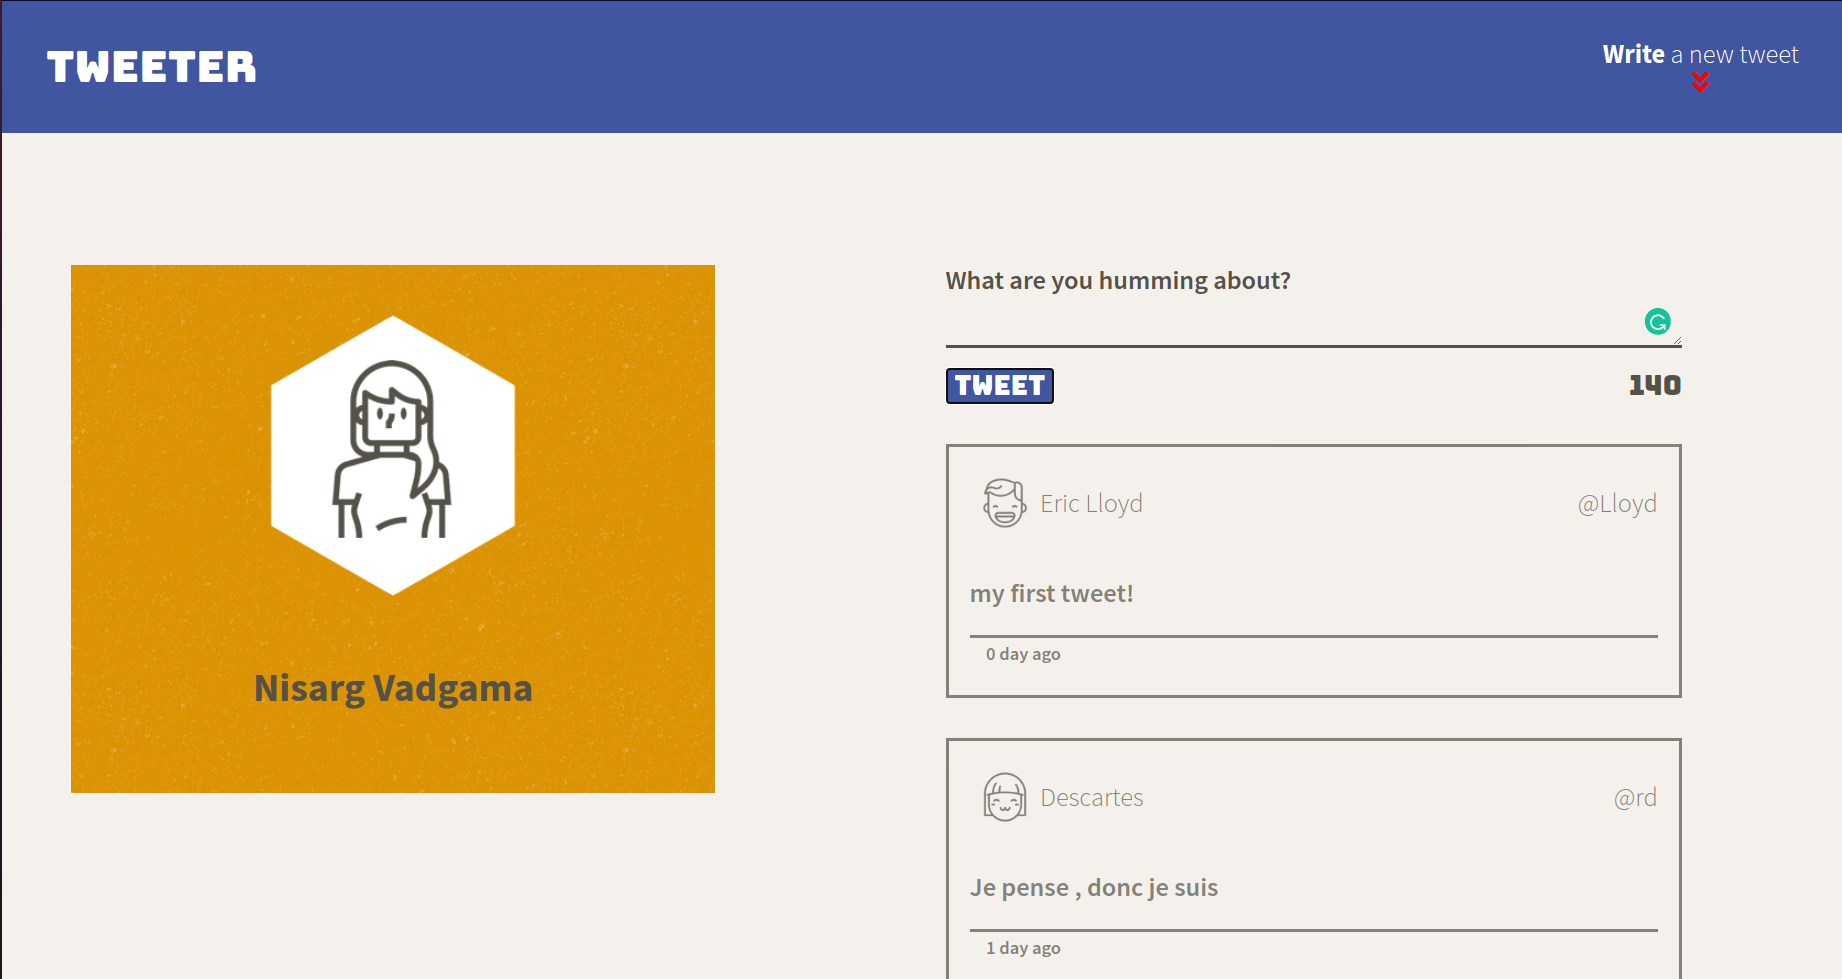 TWEETER
Write a new tweet
Nisarg Vadgama
What are you humming about?
TWEET
140
Eric Lloyd
@Lloyd
my first tweet!
0 day ago
Descartes
@rd
Je pense , donc je suis
1 day ago